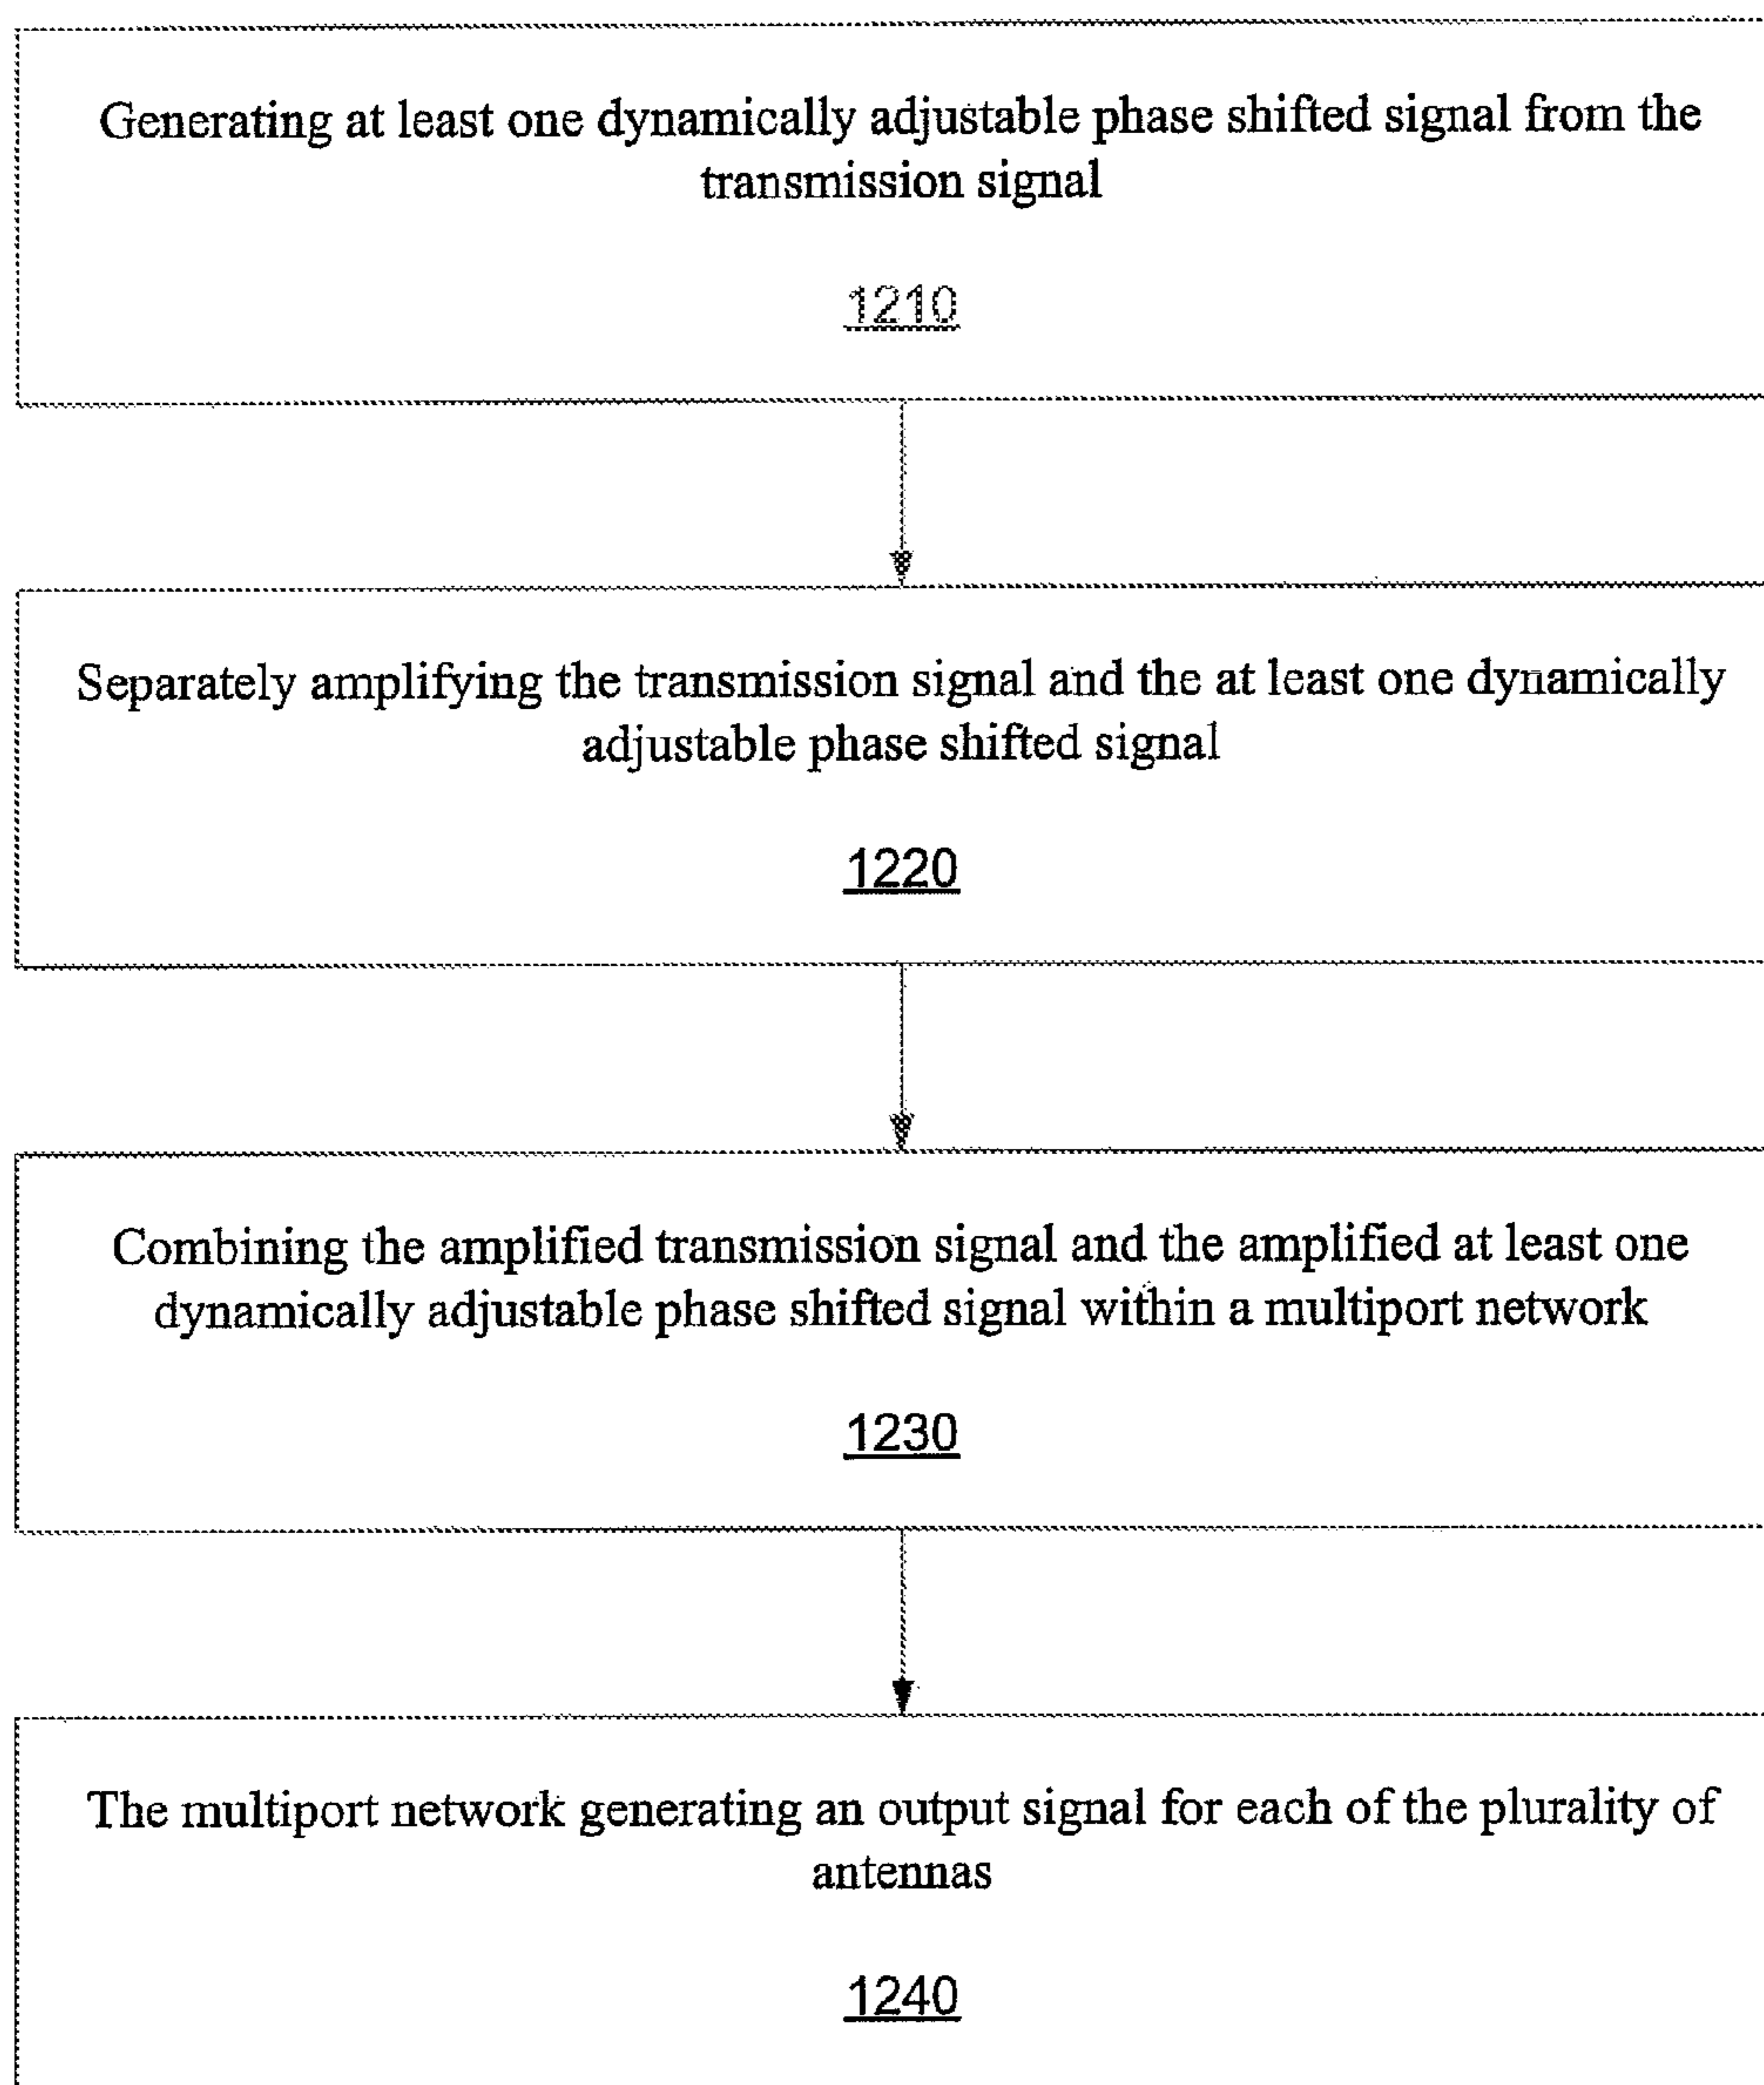 Generating at least one dynamically adjustable phase shifted signal from the
transmission signal
1210
Separately amplifying the transmission signal and the at least one dynamically
adjustable phase shifted signal
1220
Combining the amplified transmission signal and the amplified at least one
dynamically adjustable phase shifted signal within a multiport network
1230
The multiport network generating an output signal for each of the plurality of
antennas
1240